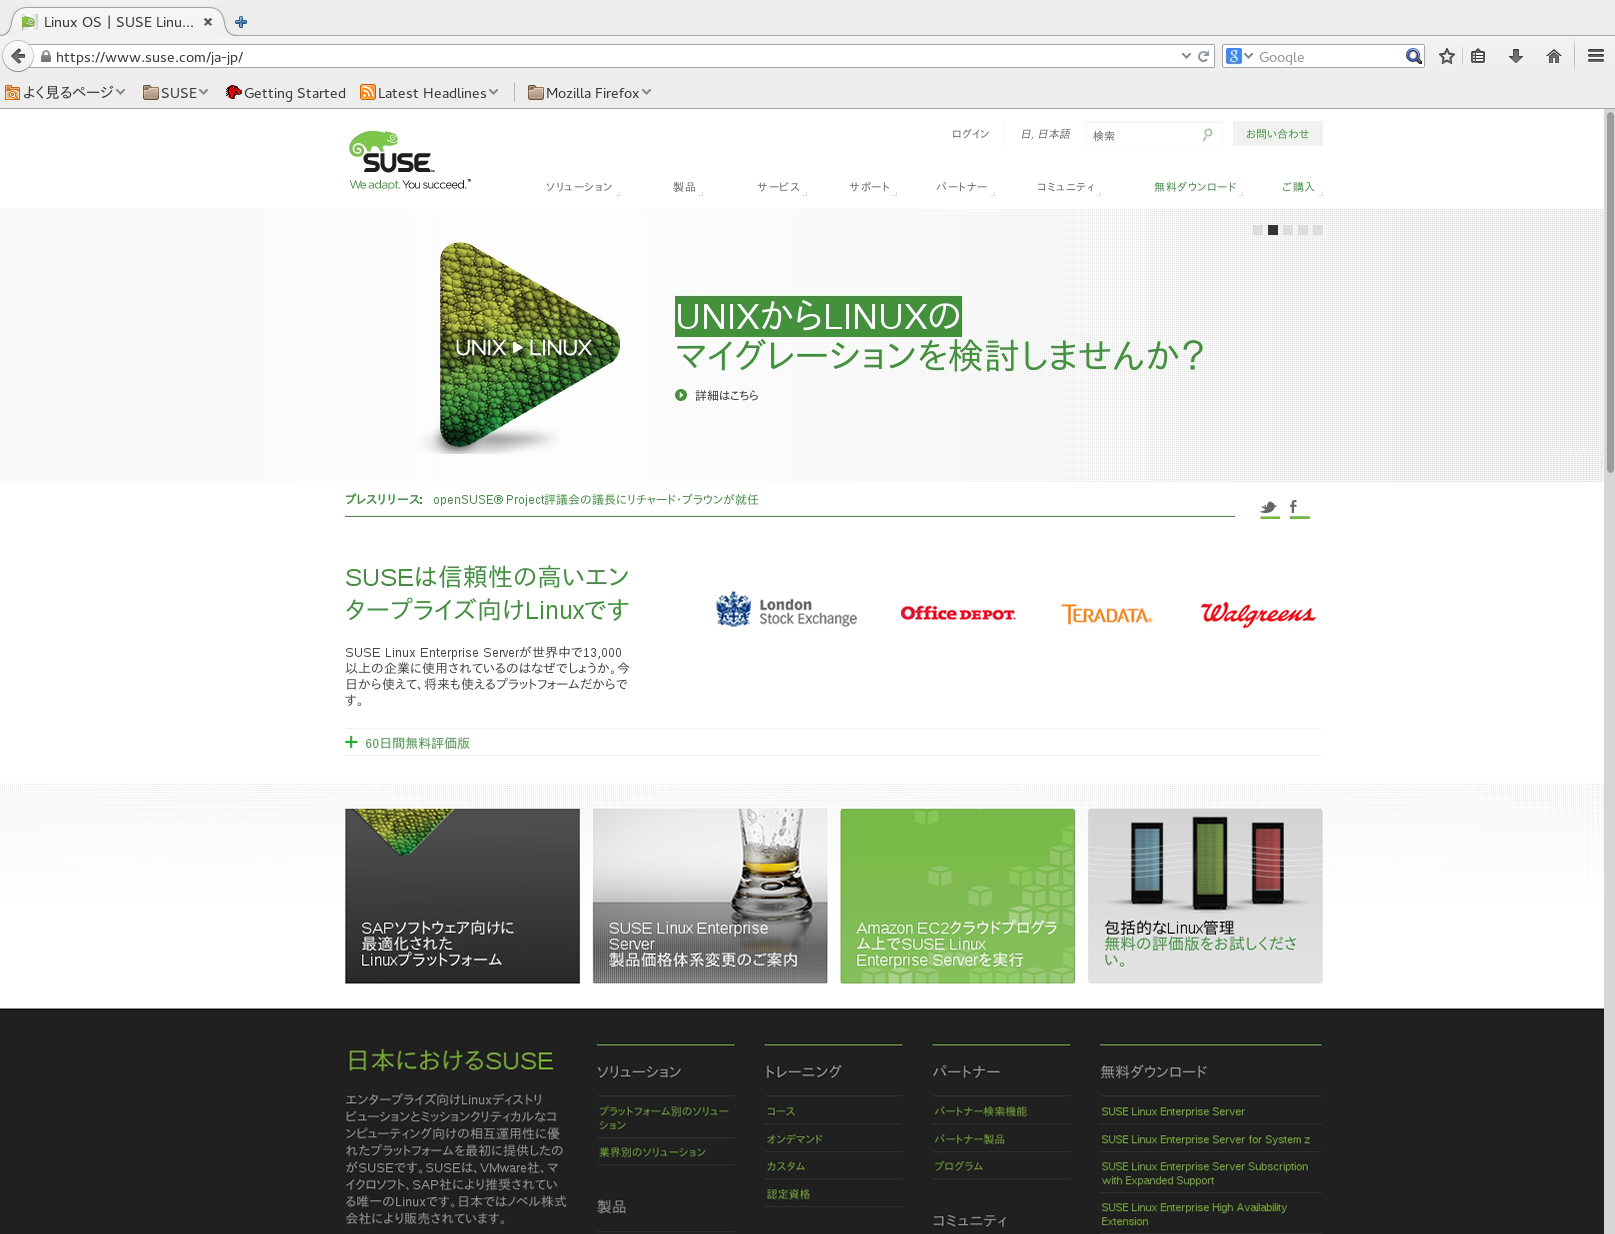 Linux OS | SUSE Linu...
https://www.suse.com/ja-jp/
Google
よく見るページ
SUSE
Getting Started
Latest Headlines
Mozilla Firefox
SUSE
We adapt. You succeed.™
ログイン
日, 日本語
検索
お問い合わせ
ソリューション
製品
サービス
サポート
パートナー
コミュニティ
無料ダウンロード
ご購入
UNIX LINUX
UNIXからLINUXの
マイグレーションを検討しませんか?
詳細はこちら
プレスリリース: openSUSE® Project評議会の議長にリチャード・ブラウンが就任
SUSEは信頼性の高いエン
タープライズ向けLinuxです
London
Stock Exchange
Office DEPOT.
TERADATA®
Walgreens
SUSE Linux Enterprise Serverが世界中で13,000
以上の企業に使用されているのはなぜでしょうか。今
日から使えて、将来も使えるプラットフォームだからで
す。
60日間無料評価版
SAPソフトウェア向けに
最適化された
Linuxプラットフォーム
SUSE Linux Enterprise
Server
製品価格体系変更のご案内
Amazon EC2クラウドプログラ
ム上でSUSE Linux
Enterprise Serverを実行
包括的なLinux管理
無料の評価版をお試しくださ
い。
日本におけるSUSE
エンタープライズ向けLinuxディストリ
ビューションとミッションクリティカルなコ
ンピューティング向けの相互運用性に優
れたプラットフォームを最初に提供したの
がSUSEです。SUSEは、VMware社、マ
イクロソフト、SAP社により推奨されてい
る唯一のLinuxです。日本ではノベル株式
会社により販売されています。
ソリューション
プラットフォーム別のソリュー
ション
業界別のソリューション
製品
トレーニング
コース
オンデマンド
カスタム
認定資格
パートナー
パートナー検索機能
パートナー製品
プログラム
コミュニティ
無料ダウンロード
SUSE Linux Enterprise Server
SUSE Linux Enterprise Server for System z
SUSE Linux Enterprise Server Subscription
with Expanded Support
SUSE Linux Enterprise High Availability
Extension